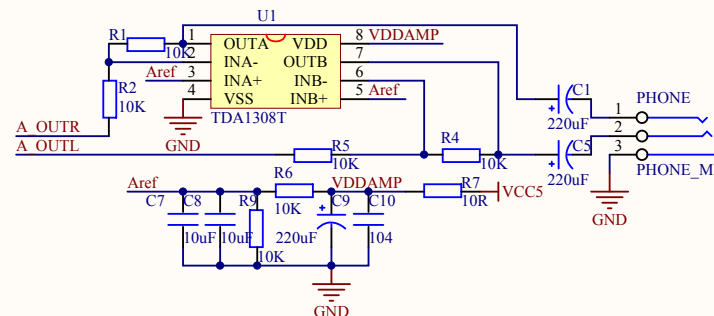 U1
R1
10K
1
OUTA
VDD
8
VDDAMP
2
INA-
OUTB
7
Aref
3
INA+
INB-
6
4
VSS
INB+
5
Aref
TDA1308T
GND
R2
10K
A_OUTR
A_OUTL
R5
10K
R4
10K
C1
+
220uF
C5
+
220uF
1
PHONE
2
3
PHONE_M
GND
Aref
R6
10K
VDDAMP
R7
10R
VCC5
C7
C8
R9
C9
C10
+
10uF
10uF
10K
220uF
104
GND